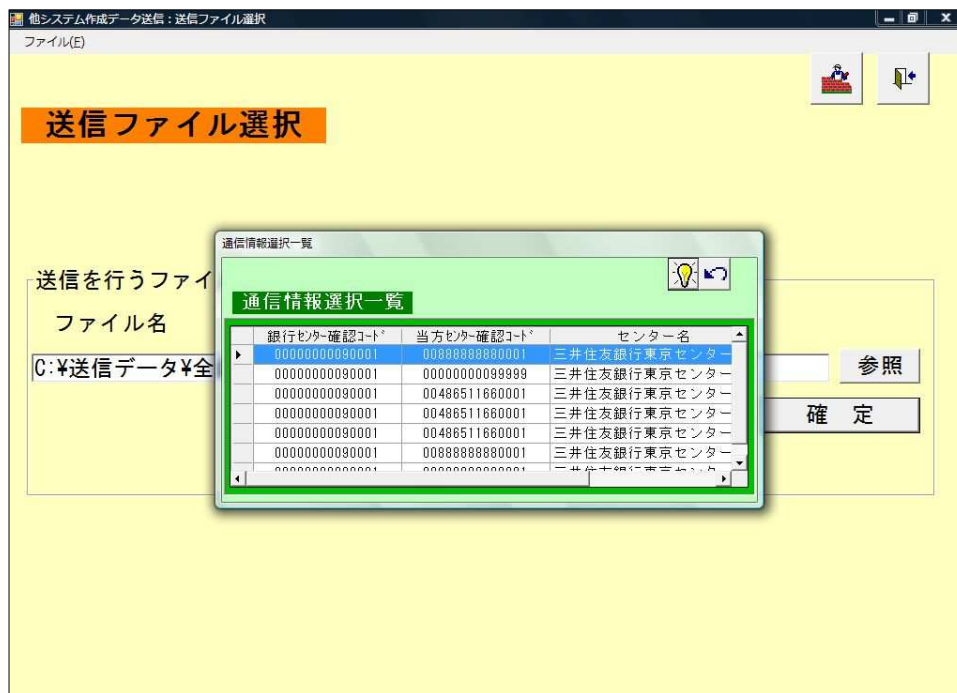 他システム作成データ送信：送信ファイル選択
ファイル(F)
送信ファイル選択
通信情報選択一覧
通信情報選択一覧
送信を行うファイ
ファイル名
C:¥送信データ¥全
参照
確 定
銀行ｾﾝﾀｰ確認ｺｰﾄﾞ 当方ｾﾝﾀｰ確認ｺｰﾄﾞ センター名
00000000090001 00888888880001 三井住友銀行東京センター
00000000090001 00000000099999 三井住友銀行東京センター
00000000090001 00486511660001 三井住友銀行東京センター
00000000090001 00486511660001 三井住友銀行東京センター
00000000090001 00486511660001 三井住友銀行東京センター
00000000090001 00888888880001 三井住友銀行東京センター